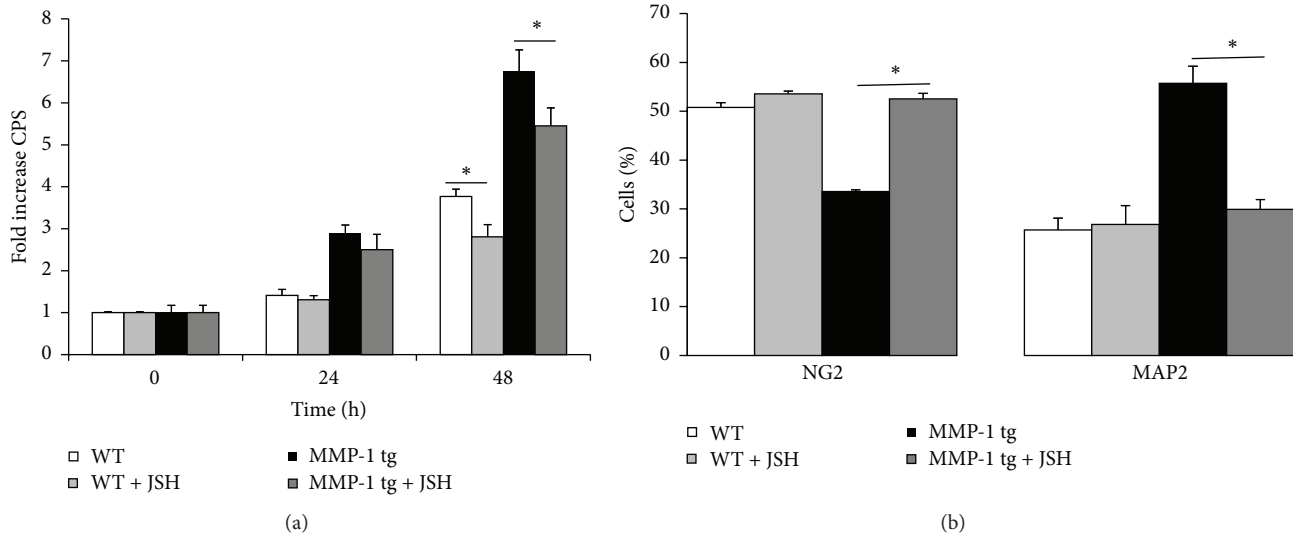 8
7
6
5
4
3
2
1
0
Fold increase CPS
*
*
0 24 48
Time (h)
WT MMP-1 tg
WT + JSH MMP-1 tg + JSH
(a)
70
60
50
40
30
20
10
0
Cells (%)
*
*
NG2 MAP2
WT MMP-1 tg
WT + JSH MMP-1 tg + JSH
(b)